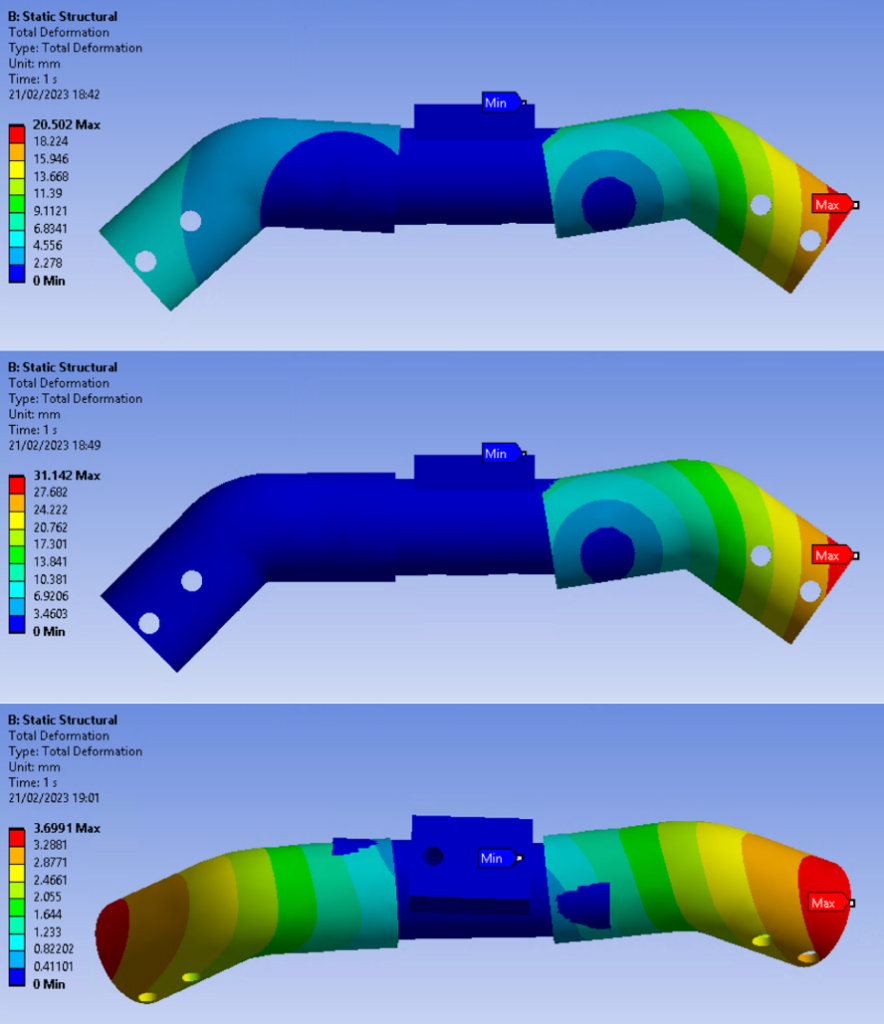 B: Static Structural
Total Deformation
Type: Total Deformation
Unit: mm
Time: 1 s
21/02/2023 18:42
20.502 Max
18.224
15.946
13.668
11.39
9.1121
6.8341
4.556
2.278
0 Min
Min
Max
B: Static Structural
Total Deformation
Type: Total Deformation
Unit: mm
Time: 1 s
21/02/2023 18:49
31.142 Max
27.682
24.222
20.762
17.301
13.841
10.381
6.9206
3.4603
0 Min
Min
Max
B: Static Structural
Total Deformation
Type: Total Deformation
Unit: mm
Time: 1 s
21/02/2023 19:01
3.6991 Max
3.2881
2.8771
2.4661
2.055
1.644
1.233
0.82202
0.41101
0 Min
Min
Max